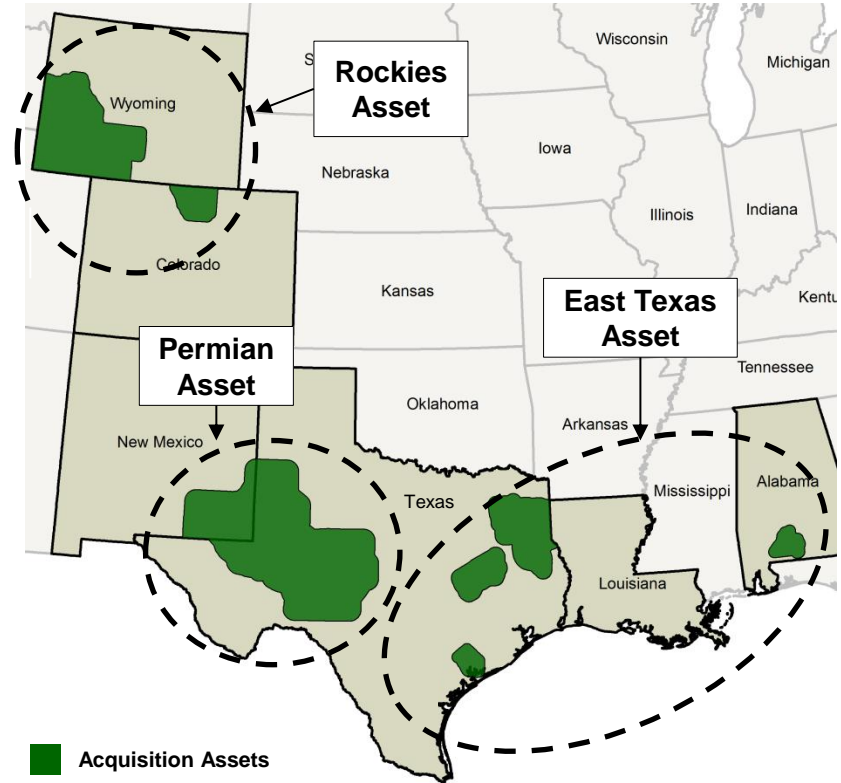 Wisconsin
Michigan
S
Rockies
Asset
Wyoming
Iowa
Nebraska
Illinois
Indiana
Colorado
Kansas
East Texas
Asset
Kentu
Permian
Asset
Tennessee
Oklahoma
Arkansas
New Mexico
Mississippi
Alabama
Texas
Louisiana
Acquisition Assets